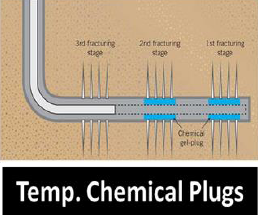 3rd fracturing
stage
2nd fracturing
stage
1st fracturing
stage
Chemical
gel-plug
Temp. Chemical Plugs